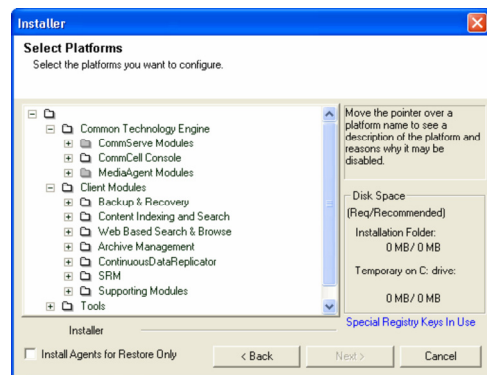 Installer
Select Platforms
Select the platforms you want to configure.
Common Technology Engine
CommServe Modules
CommCell Console
MediaAgent Modules
Client Modules
Backup & Recovery
Content Indexing and Search
Web Based Search & Browse
Archive Management
ContinuousDataReplicator
SRM
Supporting Modules
Tools
Move the pointer over a
platform name to see a
description of the platform and
reasons why it may be
disabled.
Disk Space
(Req/Recommended)
Installation Folder:
0 MB/ 0 MB
Temporary on C: drive:
0 MB/ 0 MB
Special Registry Keys In Use
Installer
Install Agents for Restore Only
< Back
Next >
Cancel